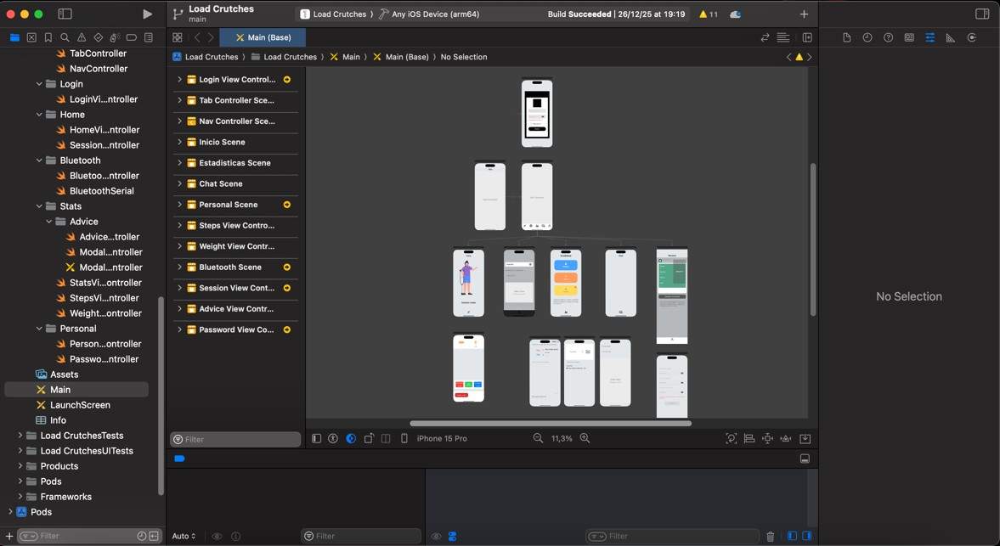 Load Crutches
main
Load Crutches
Any iOS Device (arm64)
Build Succeeded | 26/12/25 at 19:19
11
Main (Base)
Load Crutches
Load Crutches
Main
Main (Base)
No Selection
TabController
NavController
Login
LoginVi...ntroller
Home
HomeVi...ntroller
Session...ntroller
Bluetooth
Bluetoo...ntroller
BluetoothSerial
Stats
Advice
Advice...troller
Modal...ntroller
Modal...ntroller
StatsVi...ontroller
StepsVi...ntroller
Weight...ontroller
Personal
Person...ontroller
Passwo...ntroller
Assets
Main
LaunchScreen
Info
Load CrutchesTests
Load CrutchesUITests
Products
Pods
Frameworks
Pods
Filter
Login View Control...
Tab Controller Sce...
Nav Controller Sce...
Inicio Scene
Estadisticas Scene
Chat Scene
Personal Scene
Steps View Contro...
Weight View Contr...
Bluetooth Scene
Session View Cont...
Advice View Contr...
Password View Co...
Filter
iPhone 15 Pro
11,3%
Auto
Filter
Filter
No Selection